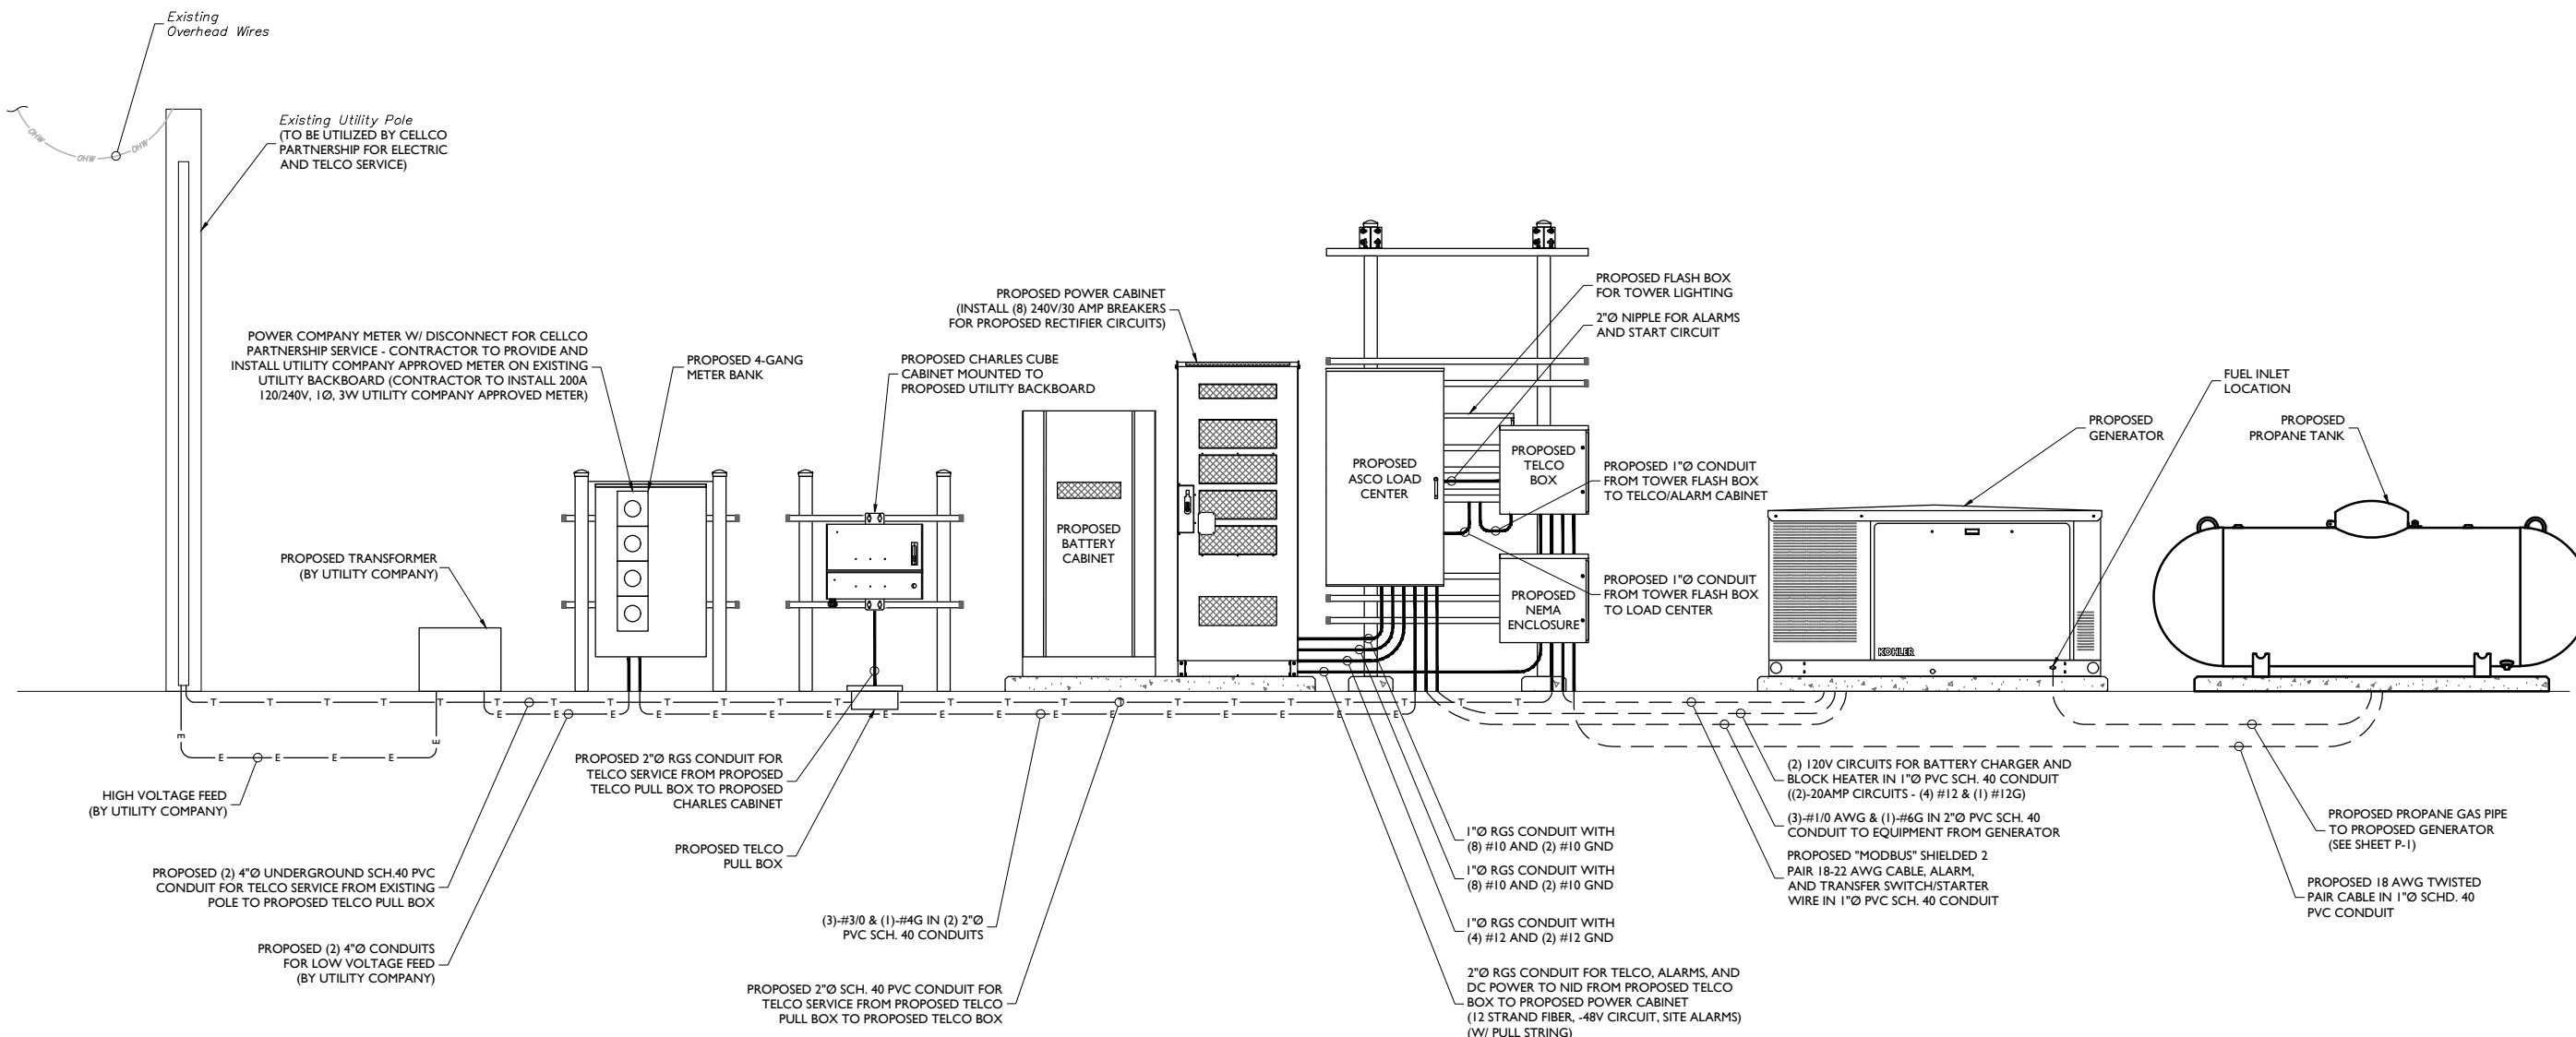 Existing
Overhead Wires
OHW
OHW
OHW
Existing Utility Pole
(TO BE UTILIZED BY CELLCO
PARTNERSHIP FOR ELECTRIC
AND TELCO SERVICE)
POWER COMPANY METER W/ DISCONNECT FOR CELLCO
PARTNERSHIP SERVICE - CONTRACTOR TO PROVIDE AND
INSTALL UTILITY COMPANY APPROVED METER ON EXISTING
UTILITY BACKBOARD (CONTRACTOR TO INSTALL 200A
120/240V, 1Ø, 3W UTILITY COMPANY APPROVED METER)
PROPOSED 4-GANG
METER BANK
PROPOSED CHARLES CUBE
CABINET MOUNTED TO
PROPOSED UTILITY BACKBOARD
PROPOSED POWER CABINET
(INSTALL (8) 240V/30 AMP BREAKERS
FOR PROPOSED RECTIFIER CIRCUITS)
PROPOSED FLASH BOX
FOR TOWER LIGHTING
2"Ø NIPPLE FOR ALARMS
AND START CIRCUIT
FUEL INLET
LOCATION
PROPOSED
GENERATOR
PROPOSED
PROPANE TANK
PROPOSED
ASCO LOAD
CENTER
PROPOSED
TELCO
BOX
PROPOSED 1"Ø CONDUIT
FROM TOWER FLASH BOX
TO TELCO/ALARM CABINET
PROPOSED
BATTERY
CABINET
PROPOSED TRANSFORMER
(BY UTILITY COMPANY)
PROPOSED
NEMA
ENCLOSURE
PROPOSED 1"Ø CONDUIT
FROM TOWER FLASH BOX
TO LOAD CENTER
KOHLER
T T T T T T T T T T T T T T T T T T T T T T T
E E E E E E E E E E E E E E E E E
E E
E E E E
HIGH VOLTAGE FEED
(BY UTILITY COMPANY)
PROPOSED 2"Ø RGS CONDUIT FOR
TELCO SERVICE FROM PROPOSED
TELCO PULL BOX TO PROPOSED
CHARLES CABINET
PROPOSED TELCO
PULL BOX
PROPOSED (2) 4"Ø UNDERGROUND SCH.40 PVC
CONDUIT FOR TELCO SERVICE FROM EXISTING
POLE TO PROPOSED TELCO PULL BOX
PROPOSED (2) 4"Ø CONDUITS
FOR LOW VOLTAGE FEED
(BY UTILITY COMPANY)
(3)-#3/0 & (1)-#4G IN (2) 2"Ø
PVC SCH. 40 CONDUITS
PROPOSED 2"Ø SCH. 40 PVC CONDUIT FOR
TELCO SERVICE FROM PROPOSED TELCO
PULL BOX TO PROPOSED TELCO BOX
1"Ø RGS CONDUIT WITH
(8) #10 AND (2) #10 GND
1"Ø RGS CONDUIT WITH
(8) #10 AND (2) #10 GND
1"Ø RGS CONDUIT WITH
(4) #12 AND (2) #12 GND
2"Ø RGS CONDUIT FOR TELCO, ALARMS, AND
DC POWER TO NID FROM PROPOSED TELCO
BOX TO PROPOSED POWER CABINET
(12 STRAND FIBER, -48V CIRCUIT, SITE ALARMS)
(W/ PULL STRING)
(2) 120V CIRCUITS FOR BATTERY CHARGER AND
BLOCK HEATER IN 1"Ø PVC SCH. 40 CONDUIT
((2)-20AMP CIRCUITS - (4) #12 & (1) #12G)
(3)-#1/0 AWG & (1)-#6G IN 2"Ø PVC SCH. 40
CONDUIT TO EQUIPMENT FROM GENERATOR
PROPOSED "MODBUS" SHIELDED 2
PAIR 18-22 AWG CABLE, ALARM,
AND TRANSFER SWITCH/STARTER
WIRE IN 1"Ø PVC SCH. 40 CONDUIT
PROPOSED PROPANE GAS PIPE
TO PROPOSED GENERATOR
(SEE SHEET P-1)
PROPOSED 18 AWG TWISTED
PAIR CABLE IN 1"Ø SCHD. 40
PVC CONDUIT